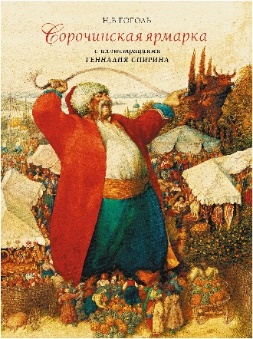 Н.В.ГОГОЛЬ
Сорочинская ярмарка
с иллюстрациями
ГЕННАДИЯ СПИРИНА